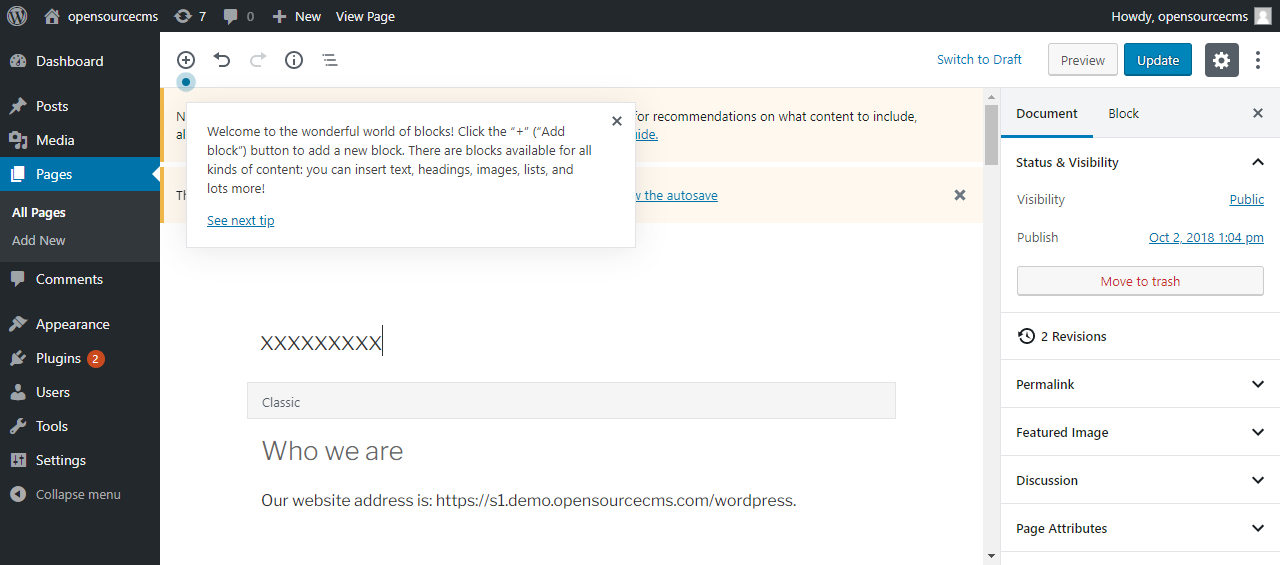 opensourcecms 7 0 New View Page Howdy, opensourcecms
Dashboard
Posts
Media
Pages
All Pages
Add New
Comments
Appearance
Plugins 2
Users
Tools
Settings
Collapse menu
Switch to Draft Preview Update
for recommendations on what content to include,
Welcome to the wonderful world of blocks! Click the “+” (“Add
block”) button to add a new block. There are blocks available for all
kinds of content: you can insert text, headings, images, lists, and
lots more!
See next tip
the autosave
XXXXXXXXX
Classic
Who we are
Our website address is: https://s1.demo.opensourcecms.com/wordpress.
Document Block
Status & Visibility
Visibility Public
Publish Oct 2, 2018 1:04 pm
Move to trash
2 Revisions
Permalink
Featured Image
Discussion
Page Attributes